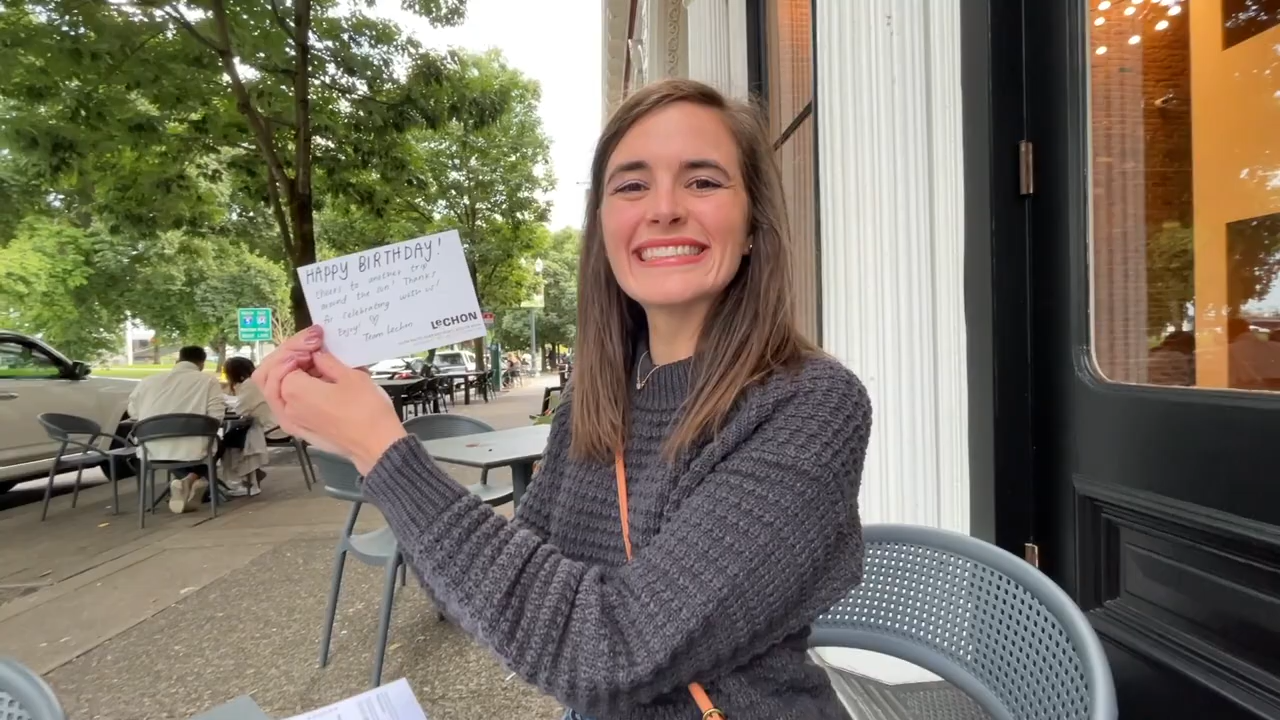 HAPPY BIRTHDAY!
Cheers to another trip
around the sun! Thanks
for celebrating with us!
Enjoy! ♡
Team Lechon
LeCHON